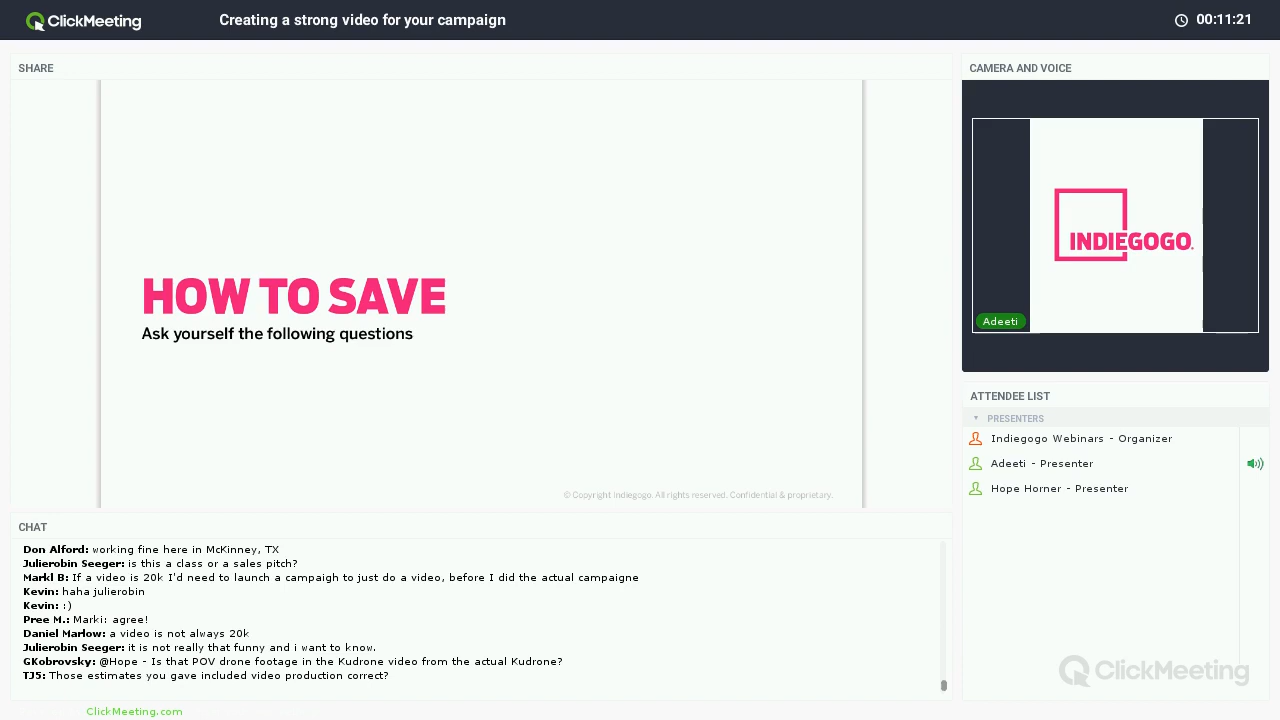 ClickMeeting
Creating a strong video for your campaign
00:11:21
SHARE
HOW TO SAVE
Ask yourself the following questions
© Copyright Indiegogo. All rights reserved. Confidential & proprietary.
CAMERA AND VOICE
INDIEGOGO.
Adeeti
ATTENDEE LIST
PRESENTERS
Indiegogo Webinars - Organizer
Adeeti - Presenter
Hope Horner - Presenter
CHAT
Don Alford: working fine here in McKinney, TX
Julierobin Seeger: is this a class or a sales pitch?
Markl B: If a video is 20k I'd need to launch a campaigh to just do a video, before I did the actual campaigne
Kevin: haha julierobin
Kevin: :)
Pree M.: Marki: agree!
Daniel Marlow: a video is not always 20k
Julierobin Seeger: it is not really that funny and i want to know.
GKobrovsky: @Hope - Is that POV drone footage in the Kudrone video from the actual Kudrone?
TJ5: Those estimates you gave included video production correct?
ClickMeeting
ClickMeeting.com